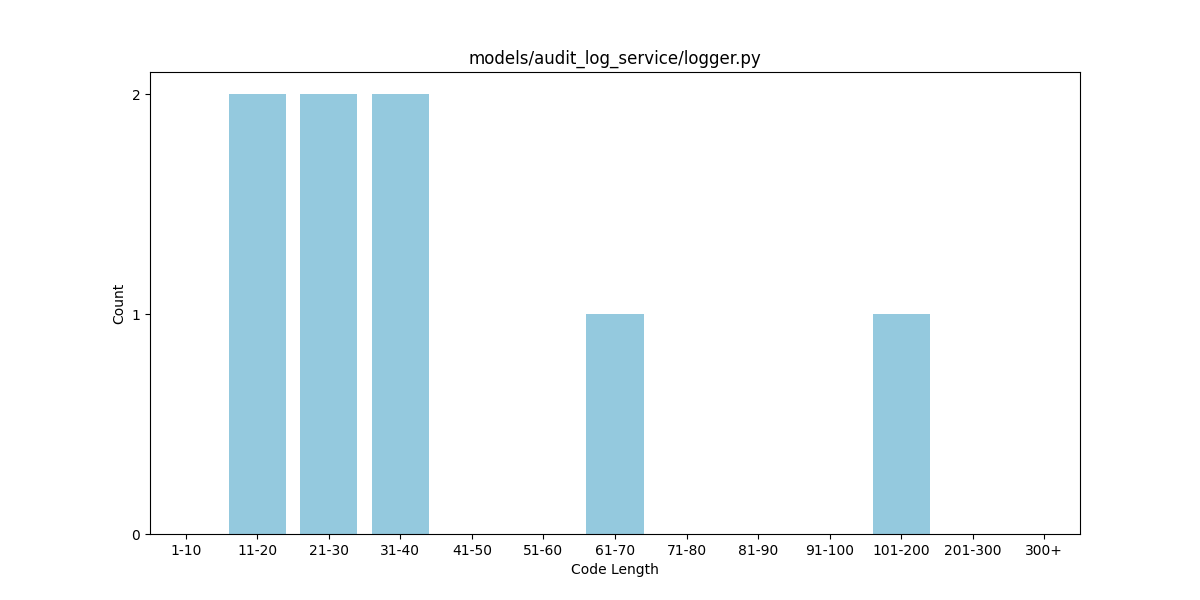 models/audit_log_service/logger.py
2
1
0
Count
1-10 11-20 21-30 31-40 41-50 51-60 61-70 71-80 81-90 91-100 101-200 201-300 300+
Code Length